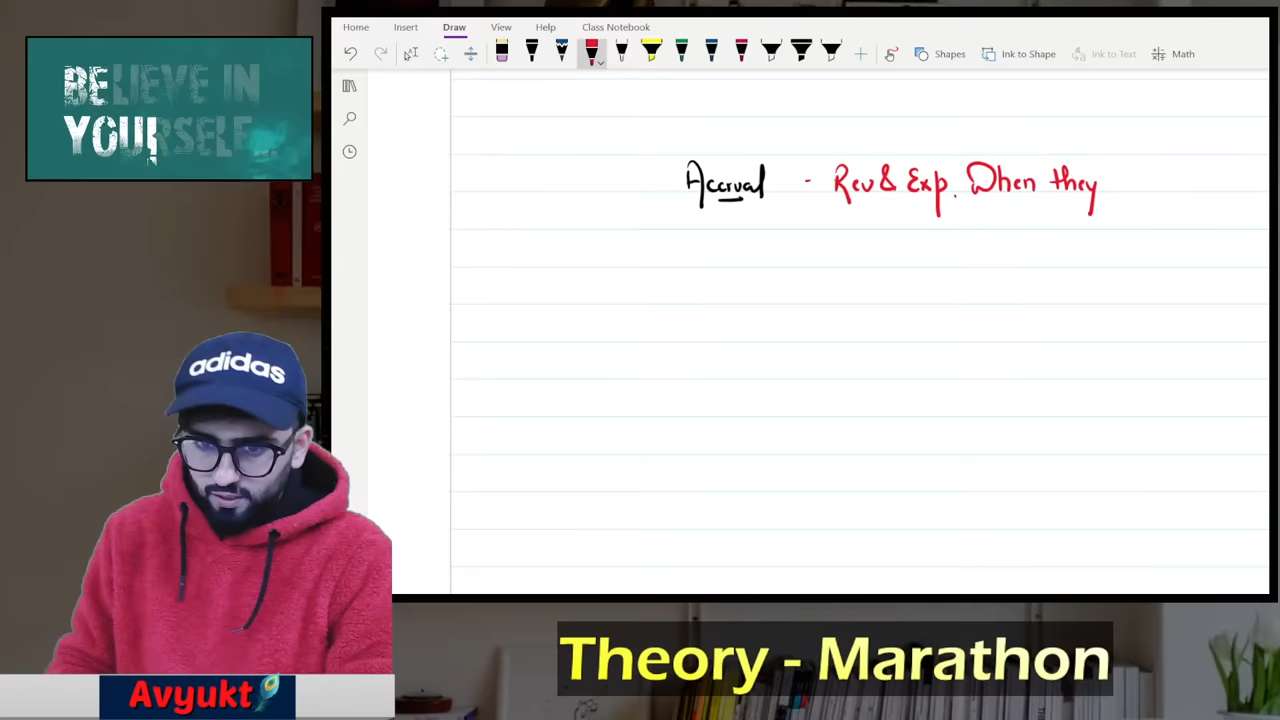 BELIEVE IN
YOURSELF...
Home Insert Draw View Help Class Notebook
Shapes Ink to Shape Ink to Text Math
Accrual - Rev & Exp. When they
adidas
Theory - Marathon
Avyukt